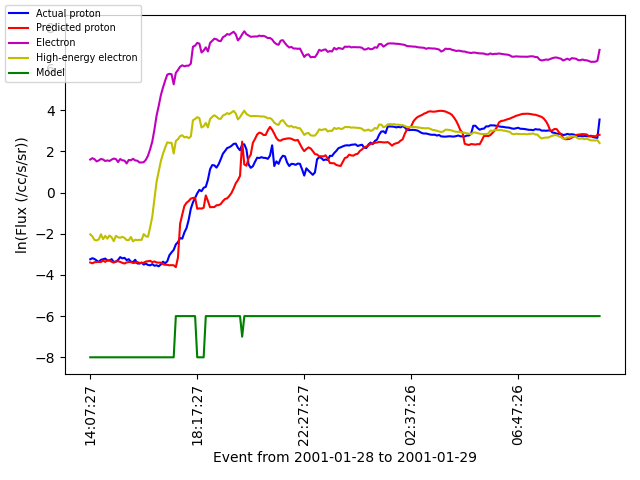 Actual proton
Predicted proton
Electron
High-energy electron
Model
4
2
0
−2
−4
−6
−8
ln(Flux (/cc/s/sr))
14:07:27
18:17:27
22:27:27
02:37:26
06:47:26
Event from 2001-01-28 to 2001-01-29